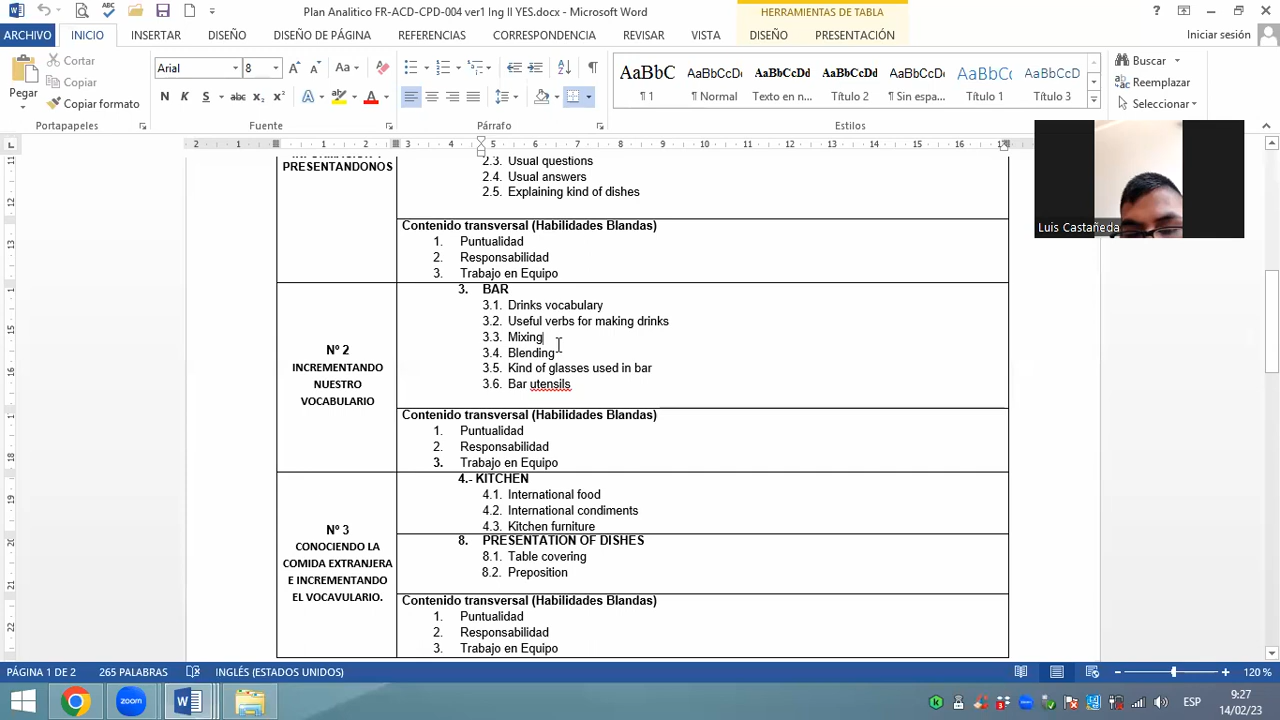 Plan Analitico FR-ACD-CPD-004 ver1 Ing II YES.docx - Microsoft Word
HERRAMIENTAS DE TABLA
ARCHIVO INICIO INSERTAR DISEÑO DISEÑO DE PÁGINA REFERENCIAS CORRESPONDENCIA REVISAR VISTA DISEÑO PRESENTACIÓN Iniciar sesión
Pegar
Cortar
Copiar
Copiar formato
Portapapeles
Arial 8
N K S abc x₂ x²
Fuente
Párrafo
AaBbC AaBbCcDc AaBbCcDd AaBbCcDd AaBbCcDc AaBbC AaBbCcD
¶ 1 ¶ Normal Texto en n... Título 2 ¶ Sin espa... Título 1 Título 3
Estilos
Buscar
Reemplazar
Seleccionar
Luis Castañeda
PRESENTANDONOS
2.3. Usual questions
2.4. Usual answers
2.5. Explaining kind of dishes
Contenido transversal (Habilidades Blandas)
1. Puntualidad
2. Responsabilidad
3. Trabajo en Equipo
Nº 2
INCREMENTANDO
NUESTRO
VOCABULARIO
3. BAR
3.1. Drinks vocabulary
3.2. Useful verbs for making drinks
3.3. Mixing
3.4. Blending
3.5. Kind of glasses used in bar
3.6. Bar utensils
Contenido transversal (Habilidades Blandas)
1. Puntualidad
2. Responsabilidad
3. Trabajo en Equipo
Nº 3
CONOCIENDO LA
COMIDA EXTRANJERA
E INCREMENTANDO
EL VOCAVULARIO.
4.- KITCHEN
4.1. International food
4.2. International condiments
4.3. Kitchen furniture
8. PRESENTATION OF DISHES
8.1. Table covering
8.2. Preposition
Contenido transversal (Habilidades Blandas)
1. Puntualidad
2. Responsabilidad
3. Trabajo en Equipo
PÁGINA 1 DE 2 265 PALABRAS INGLÉS (ESTADOS UNIDOS) 120 %
zoom
ESP
9:27
14/02/23